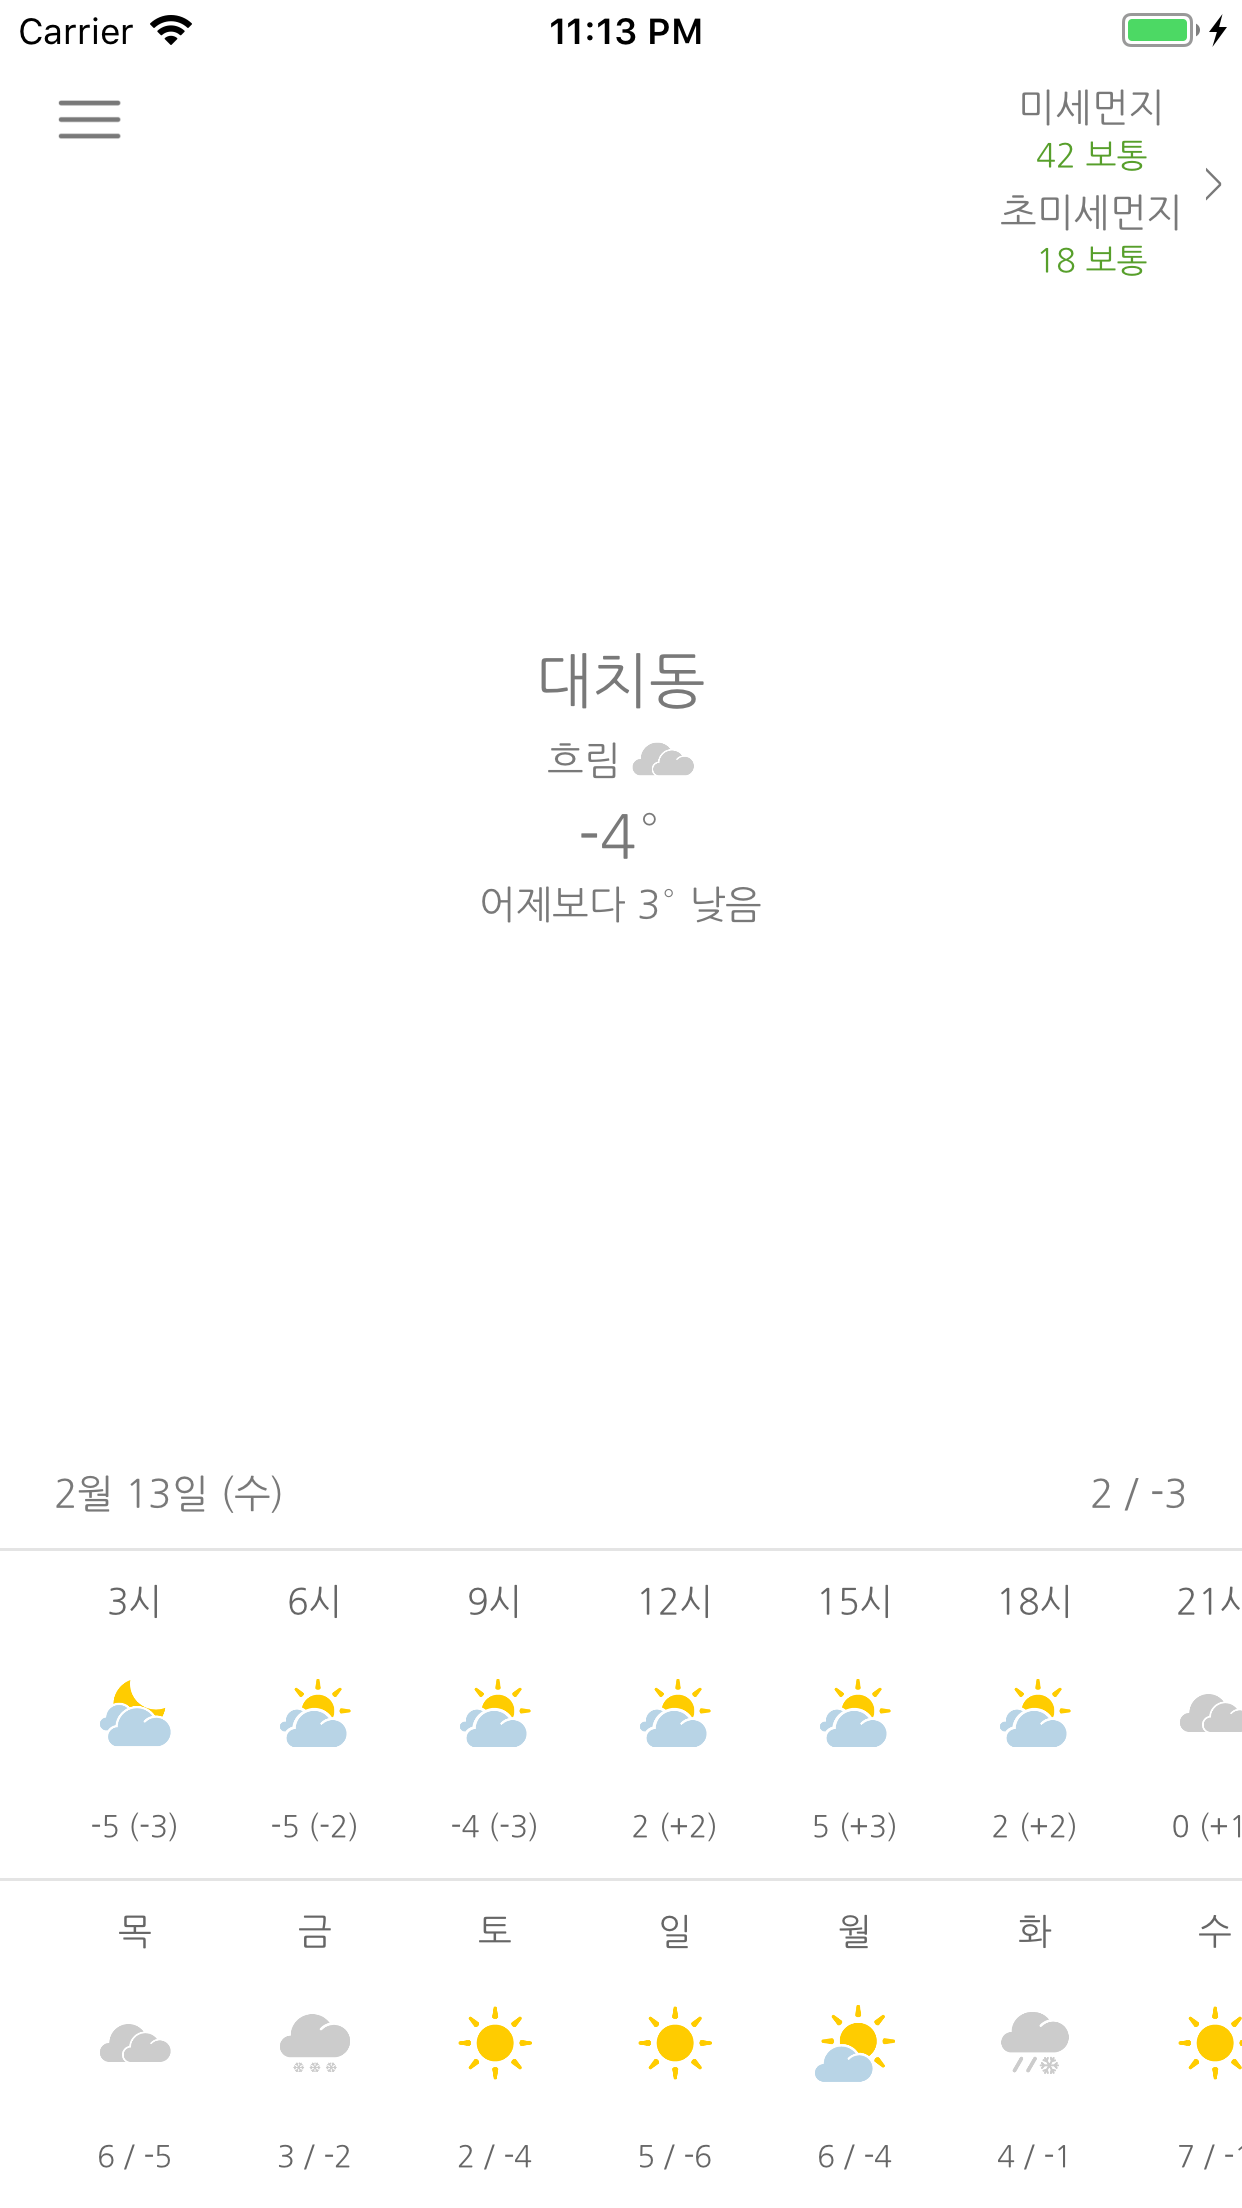 Carrier 11:13 PM
미세먼지
42 보통
초미세먼지
18 보통
대치동
흐림
-4°
어제보다 3° 낮음
2월 13일 (수) 2 / -3
3시 6시 9시 12시 15시 18시 21시
-5 (-3) -5 (-2) -4 (-3) 2 (+2) 5 (+3) 2 (+2) 0 (+1
목 금 토 일 월 화 수
6 / -5 3 / -2 2 / -4 5 / -6 6 / -4 4 / -1 7 / -